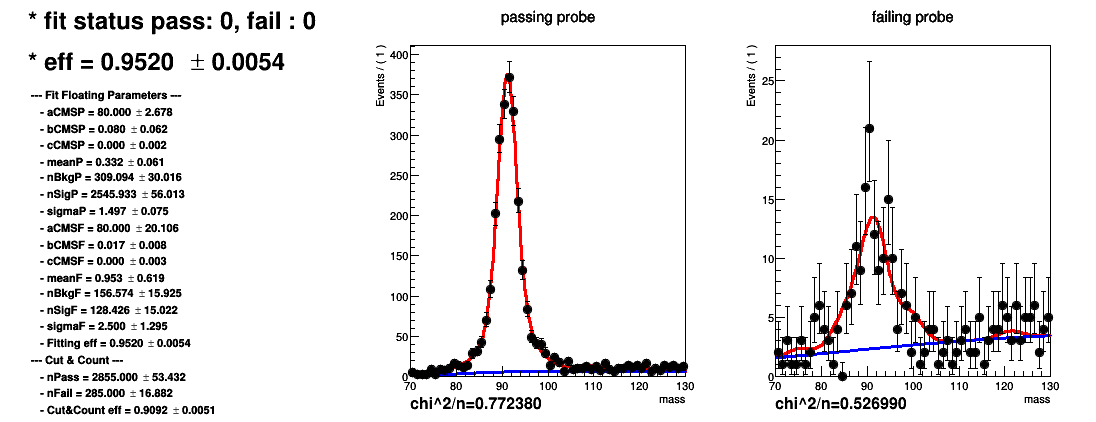 * fit status pass: 0, fail : 0
* eff = 0.9520 ± 0.0054
--- Fit Floating Parameters ---
- aCMSP = 80.000 ± 2.678
- bCMSP = 0.080 ± 0.062
- cCMSP = 0.000 ± 0.002
- meanP = 0.332 ± 0.061
- nBkgP = 309.094 ± 30.016
- nSigP = 2545.933 ± 56.013
- sigmaP = 1.497 ± 0.075
- aCMSF = 80.000 ± 20.106
- bCMSF = 0.017 ± 0.008
- cCMSF = 0.000 ± 0.003
- meanF = 0.953 ± 0.619
- nBkgF = 156.574 ± 15.925
- nSigF = 128.426 ± 15.022
- sigmaF = 2.500 ± 1.295
- Fitting eff = 0.9520 ± 0.0054
--- Cut & Count ---
- nPass = 2855.000 ± 53.432
- nFail = 285.000 ± 16.882
- Cut&Count eff = 0.9092 ± 0.0051
passing probe
Events / ( 1 )
400
350
300
250
200
150
100
50
0
70 80 90 100 110 120 130
mass
chi^2/n=0.772380
failing probe
Events / ( 1 )
25
20
15
10
5
0
70 80 90 100 110 120 130
mass
chi^2/n=0.526990